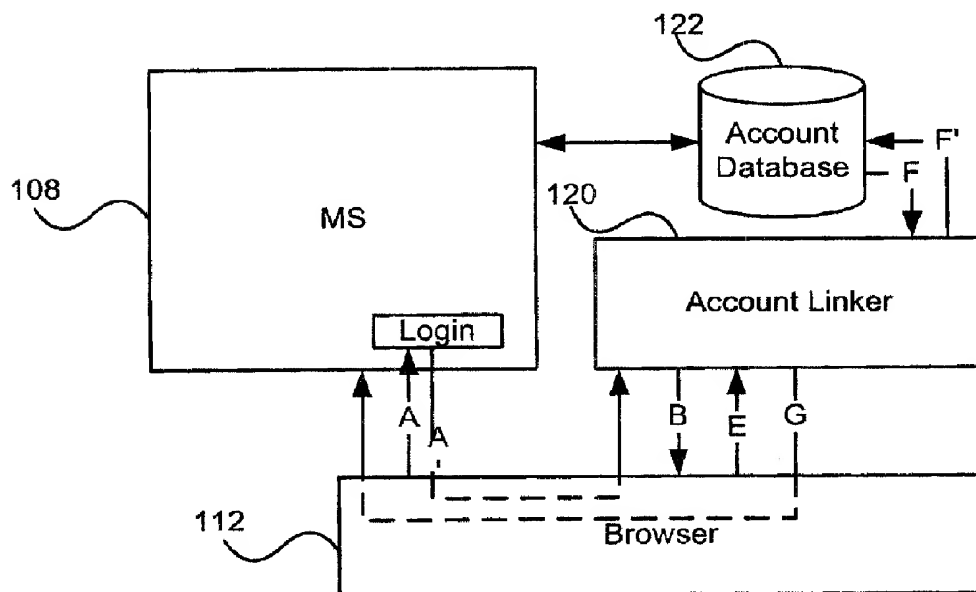 122
Account
Database
F'
F
108
120
MS
Account Linker
Login
A
A'
B
E
G
112
Browser